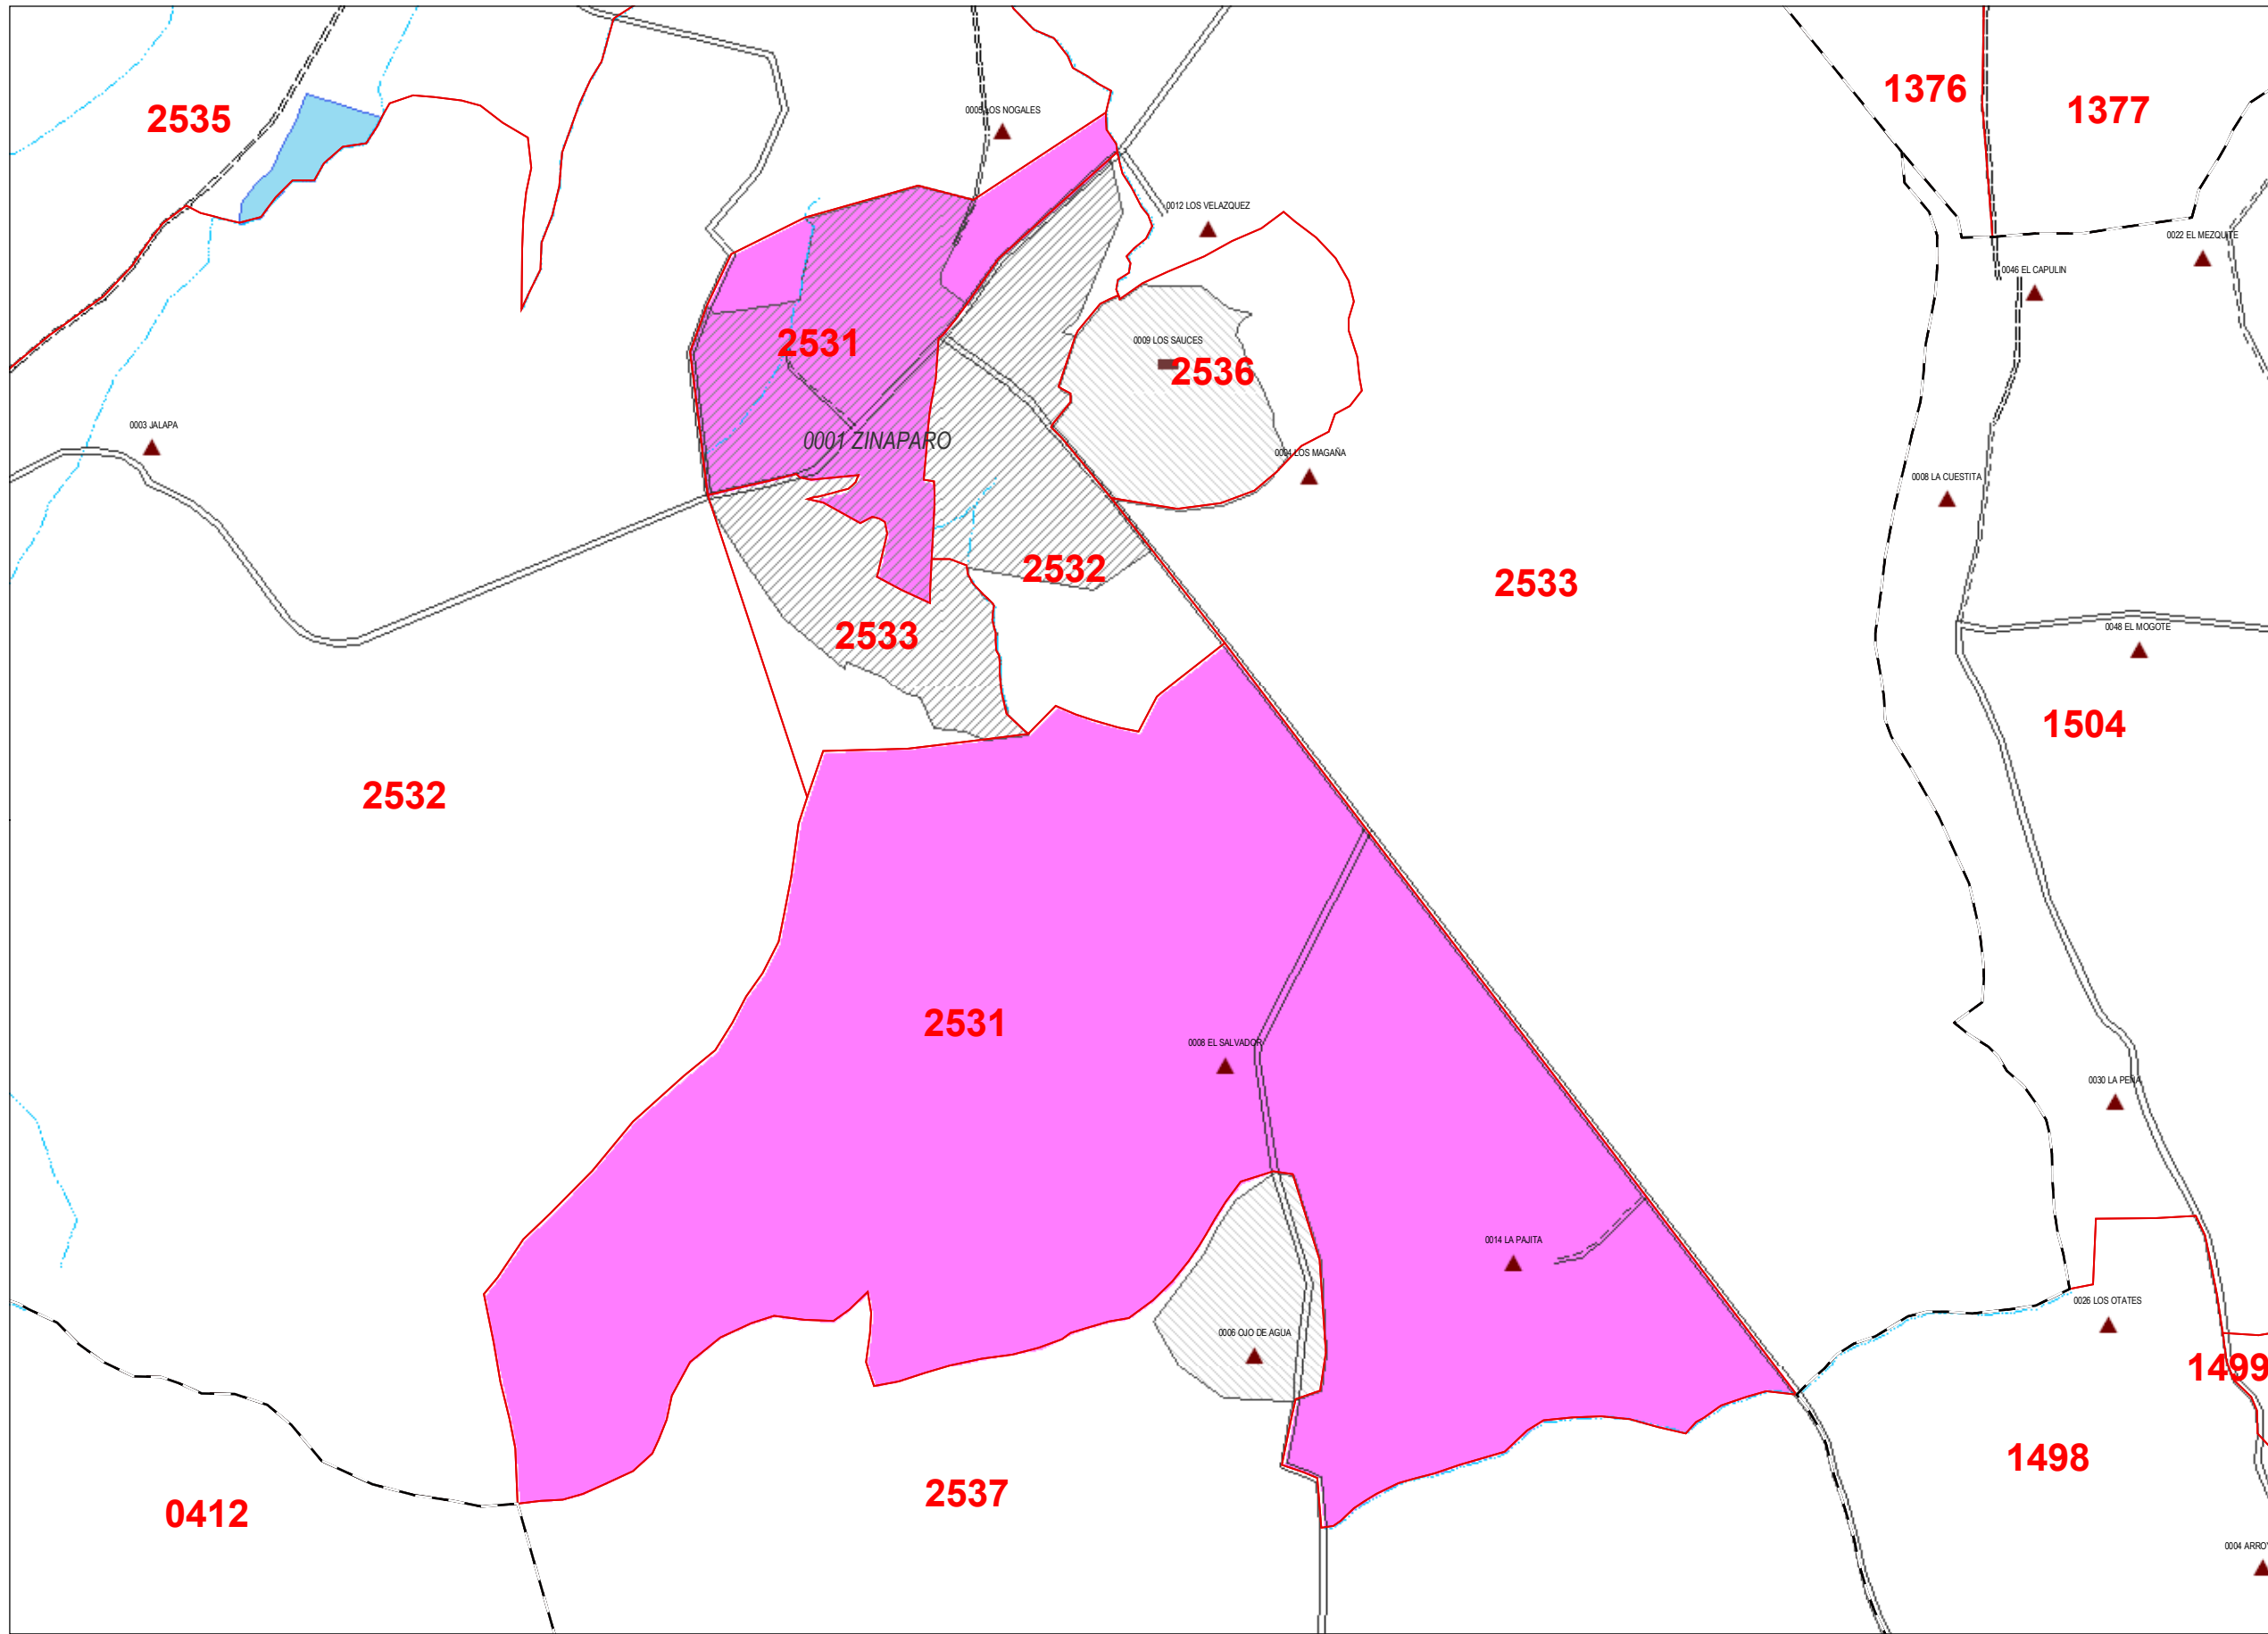 1376
2535
1377
0005 LOS NOGALES
0012 LOS VELAZQUEZ
0022 EL MEZQUITE
0046 EL CAPULIN
2531
0009 LOS SAUCES
2536
0003 JALAPA
0001 ZINAPARO
0004 LOS MAGAÑA
0008 LA CUESTITA
2532
2533
2533
0048 EL MOGOTE
1504
2532
2531
0008 EL SALVADOR
0030 LA PEÑA
0014 LA PAJITA
0026 LOS OTATES
0006 OJO DE AGUA
1499
1498
2537
0412
0004 ARRO